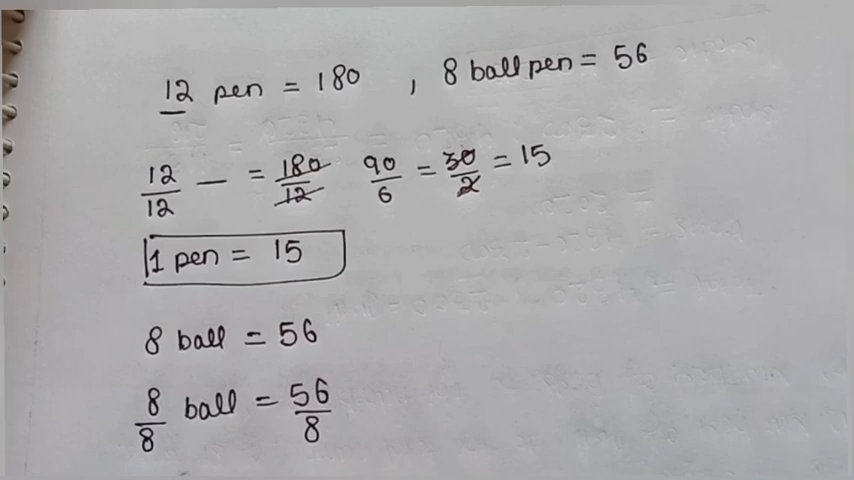 12 pen = 180 , 8 ball pen = 56
12/12 — = 180/12 90/6 = 30/2 = 15
1 pen = 15
8 ball = 56
8/8 ball = 56/8